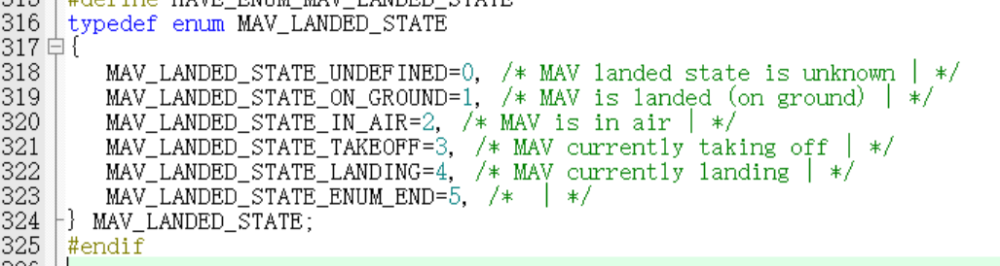 315 #define HAVE_ENUM_MAV_LANDED_STATE
316 typedef enum MAV_LANDED_STATE
317 {
318 MAV_LANDED_STATE_UNDEFINED=0, /* MAV landed state is unknown | */
319 MAV_LANDED_STATE_ON_GROUND=1, /* MAV is landed (on ground) | */
320 MAV_LANDED_STATE_IN_AIR=2, /* MAV is in air | */
321 MAV_LANDED_STATE_TAKEOFF=3, /* MAV currently taking off | */
322 MAV_LANDED_STATE_LANDING=4, /* MAV currently landing | */
323 MAV_LANDED_STATE_ENUM_END=5, /*  | */
324 } MAV_LANDED_STATE;
325 #endif